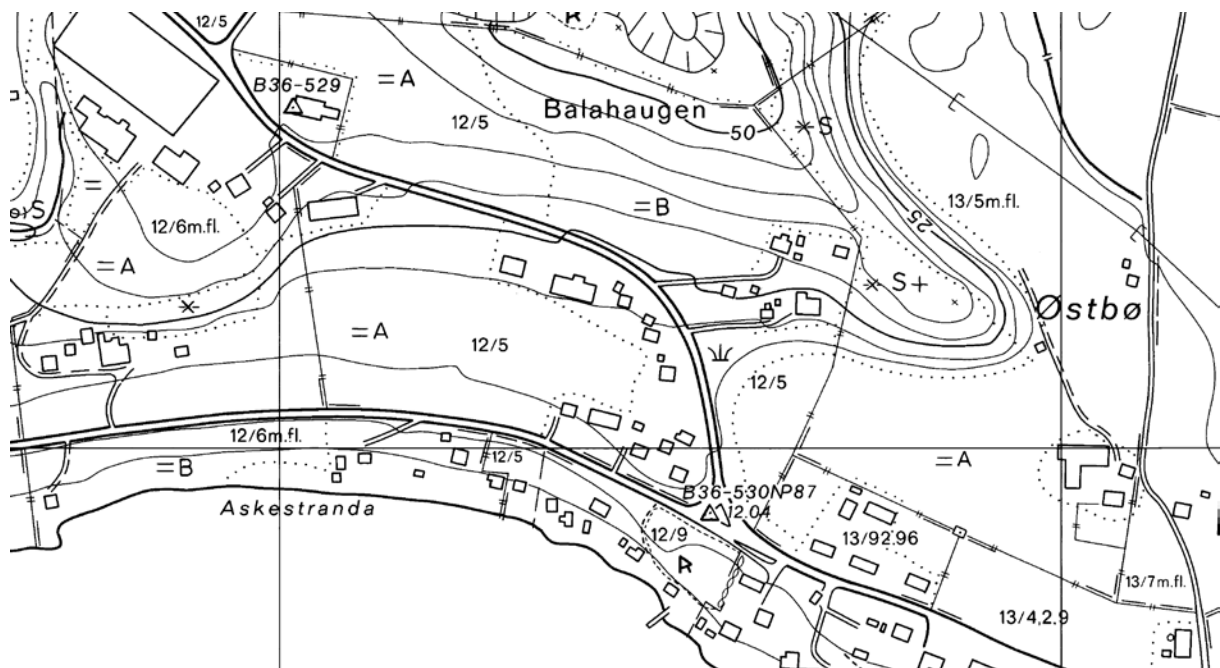 12/5
B36-529
=A
12/5
Balahaugen
50
S
S
12/6m.fl.
=B
13/5m.fl.
25
=A
S+
Østbø
=A
12/5
12/5
12/6m.fl.
12/5
=B
=A
Askestranda
B36-530NP87
12.04
12/9
R
13/92.96
13/7m.fl.
13/4,2.9